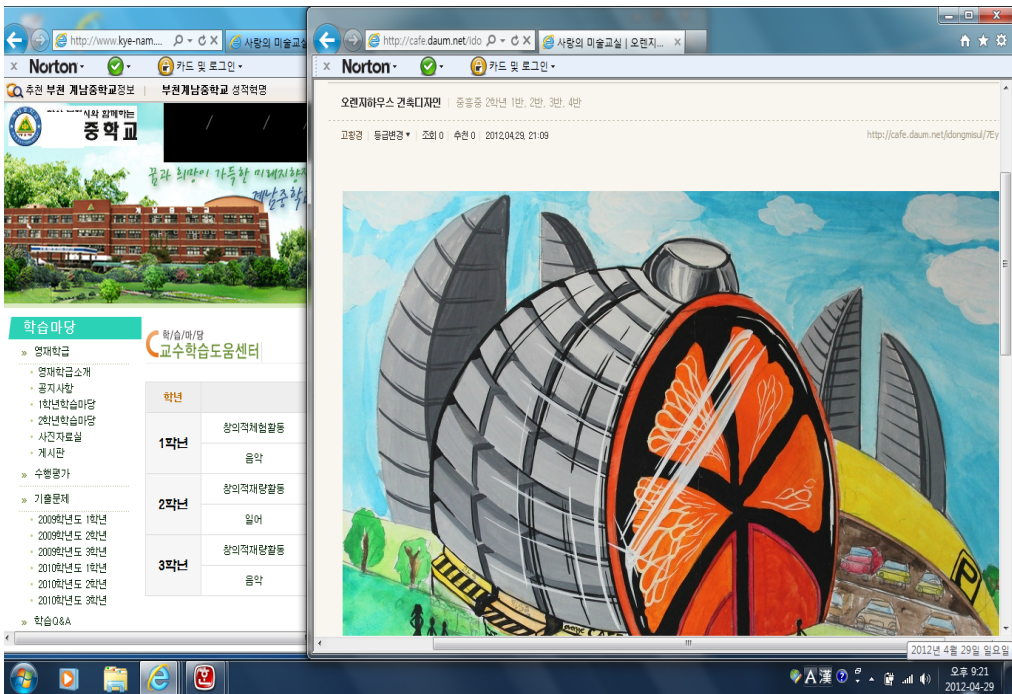 http://www.kye-nam....
사랑의 미술교실
Norton
카드 및 로그인
추천 부천 계남중학교정보 | 부천계남중학교 성적혁명
중학교
꿈과 희망이 가득한 미래지향
계남중학
학습마당
» 영재학급
영재학급소개
공지사항
1학년학습마당
2학년학습마당
사진자료실
게시판
» 수행평가
» 기출문제
2009학년도 1학년
2009학년도 2학년
2009학년도 3학년
2010학년도 1학년
2010학년도 2학년
2010학년도 3학년
» 학습Q&A
학/습/마/당
교수학습도움센터
학년
1학년
창의적체험활동
음악
2학년
창의적재량활동
일어
3학년
창의적재량활동
음악
http://cafe.daum.net/ido
사랑의 미술교실 | 오렌지...
Norton
카드 및 로그인
오렌지하우스 건축디자인 | 중흥중 2학년 1반, 2반, 3반, 4반
고황경 | 등급변경 | 조회 0 | 추천 0 | 2012.04.29. 21:09
http://cafe.daum.net/idongmisul/7Ey
P
2012년 4월 29일 일요일
A 漢
오후 9:21
2012-04-29